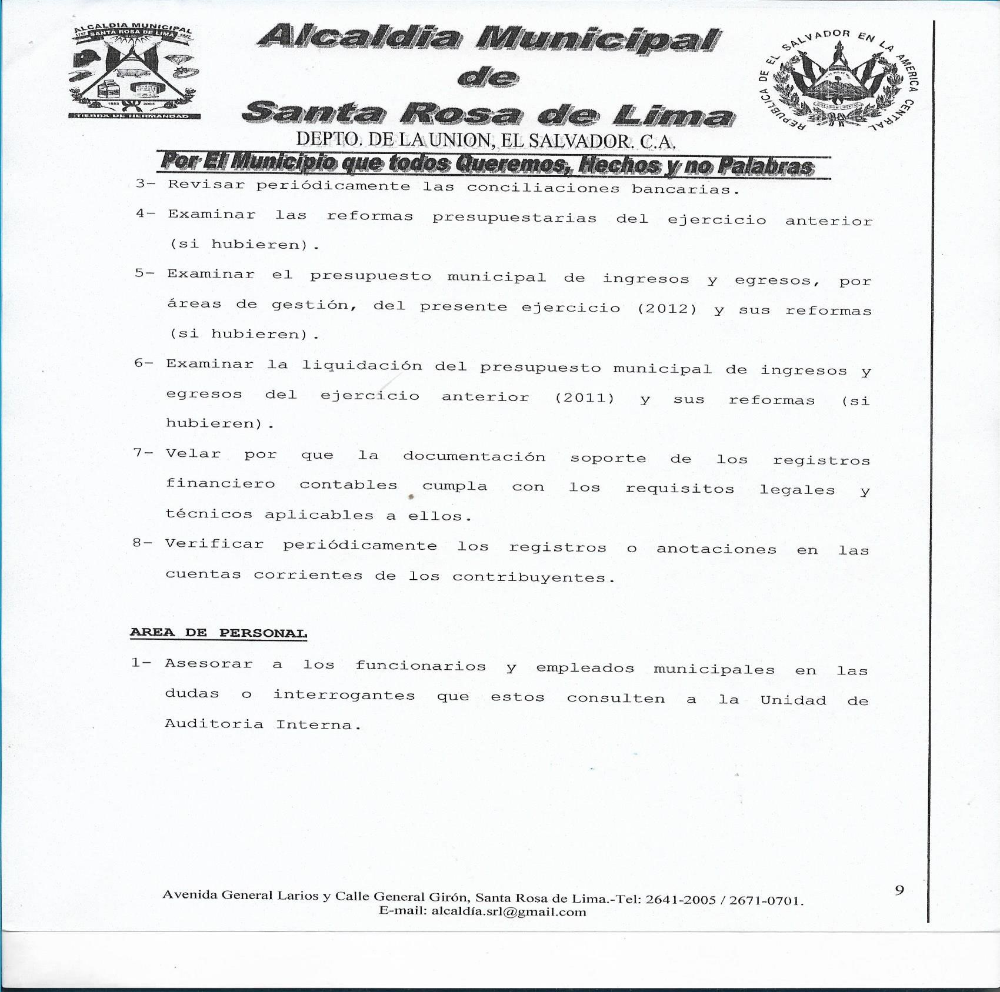 ALCALDIA MUNICIPAL
SANTA ROSA DE LIMA
TIERRA DE HERMANDAD
REPUBLICA DE EL SALVADOR EN LA AMERICA CENTRAL
Alcaldia Municipal
de
Santa Rosa de Lima
DEPTO. DE LA UNION, EL SALVADOR. C.A.
Por El Municipio que todos Queremos, Hechos y no Palabras
3- Revisar periódicamente las conciliaciones bancarias.
4- Examinar las reformas presupuestarias del ejercicio anterior
(si hubieren).
5- Examinar el presupuesto municipal de ingresos y egresos, por
áreas de gestión, del presente ejercicio (2012) y sus reformas
(si hubieren).
6- Examinar la liquidación del presupuesto municipal de ingresos y
egresos del ejercicio anterior (2011) y sus reformas (si
hubieren).
7- Velar por que la documentación soporte de los registros
financiero contables cumpla con los requisitos legales y
técnicos aplicables a ellos.
8- Verificar periódicamente los registros o anotaciones en las
cuentas corrientes de los contribuyentes.
AREA DE PERSONAL
1- Asesorar a los funcionarios y empleados municipales en las
dudas o interrogantes que estos consulten a la Unidad de
Auditoria Interna.
9
Avenida General Larios y Calle General Girón, Santa Rosa de Lima.-Tel: 2641-2005 / 2671-0701.
E-mail: alcaldía.srl@gmail.com